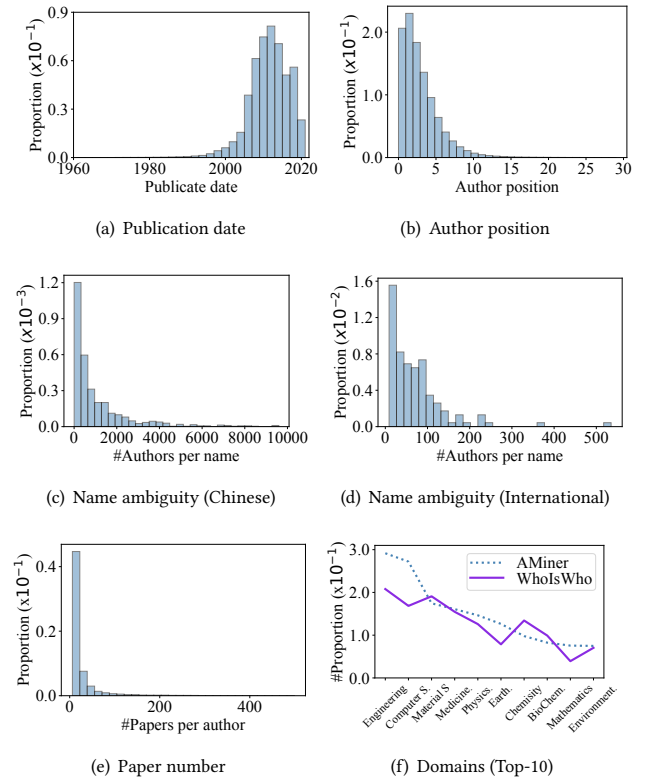 0.9
0.6
0.3
0.0
Proportion (x10⁻¹)
1960 1980 2000 2020
Publicate date
(a) Publication date
2.0
1.0
0.0
Proportion (x10⁻¹)
0 5 10 15 20 25 30
Author position
(b) Author position
1.2
0.9
0.6
0.3
0.0
Proportion (x10⁻³)
0 2000 4000 6000 8000 10000
#Authors per name
(c) Name ambiguity (Chinese)
1.6
1.2
0.8
0.4
0.0
Proportion (x10⁻²)
0 100 200 300 400 500
#Authors per name
(d) Name ambiguity (International)
0.4
0.2
0.0
Proportion (x10⁻¹)
0 200 400
#Papers per author
(e) Paper number
3.0
2.0
1.0
0.0
#Proportion (x10⁻¹)
AMiner
WhoIsWho
Engineering
Computer S.
Material S
Medicine.
Physics.
Earth.
Chemisity
BioChem.
Mathematics
Environment.
(f) Domains (Top-10)